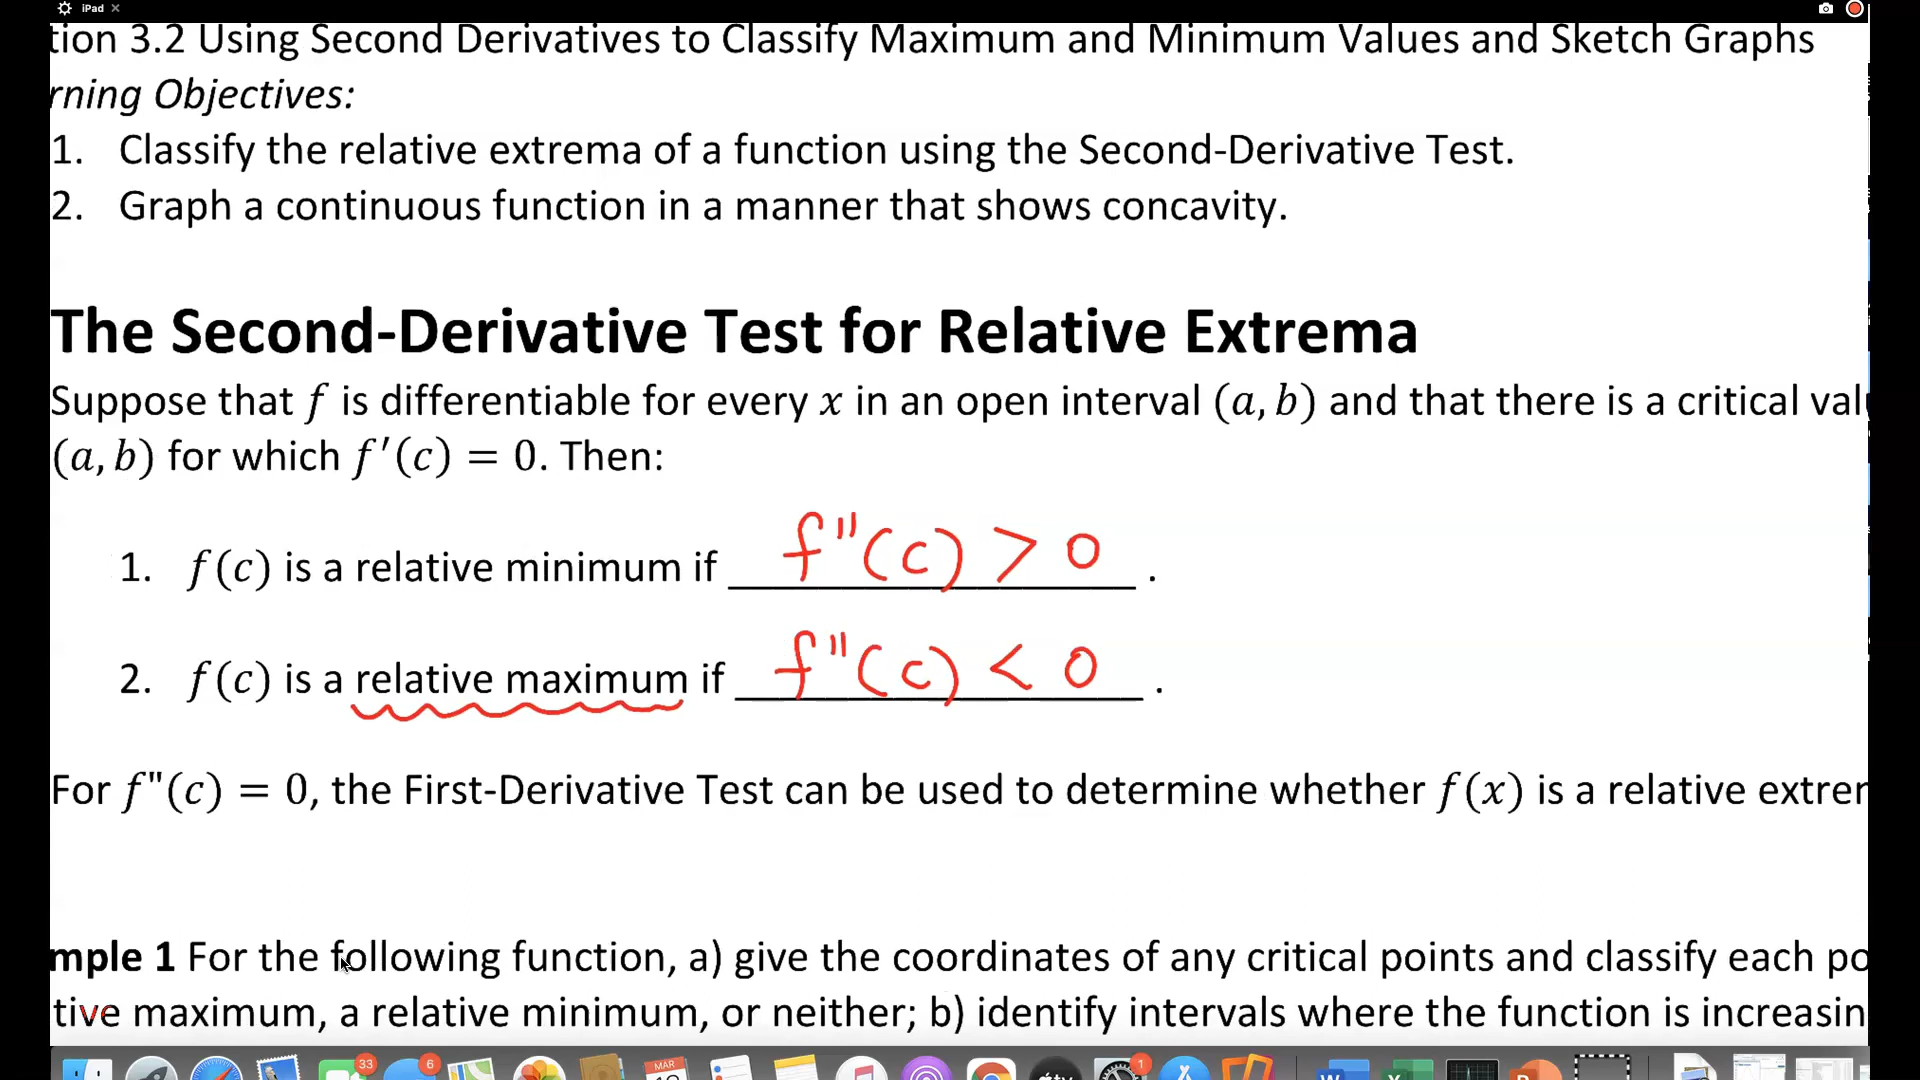 iPad
tion 3.2 Using Second Derivatives to Classify Maximum and Minimum Values and Sketch Graphs
rning Objectives:
1. Classify the relative extrema of a function using the Second-Derivative Test.
2. Graph a continuous function in a manner that shows concavity.
The Second-Derivative Test for Relative Extrema
Suppose that f is differentiable for every x in an open interval (a, b) and that there is a critical val
(a, b) for which f′(c) = 0. Then:
1. f(c) is a relative minimum if f''(c) > 0 .
2. f(c) is a relative maximum if f''(c) < 0 .
For f"(c) = 0, the First-Derivative Test can be used to determine whether f(x) is a relative extrer
mple 1 For the following function, a) give the coordinates of any critical points and classify each po
tive maximum, a relative minimum, or neither; b) identify intervals where the function is increasin
33 6 MAR 1